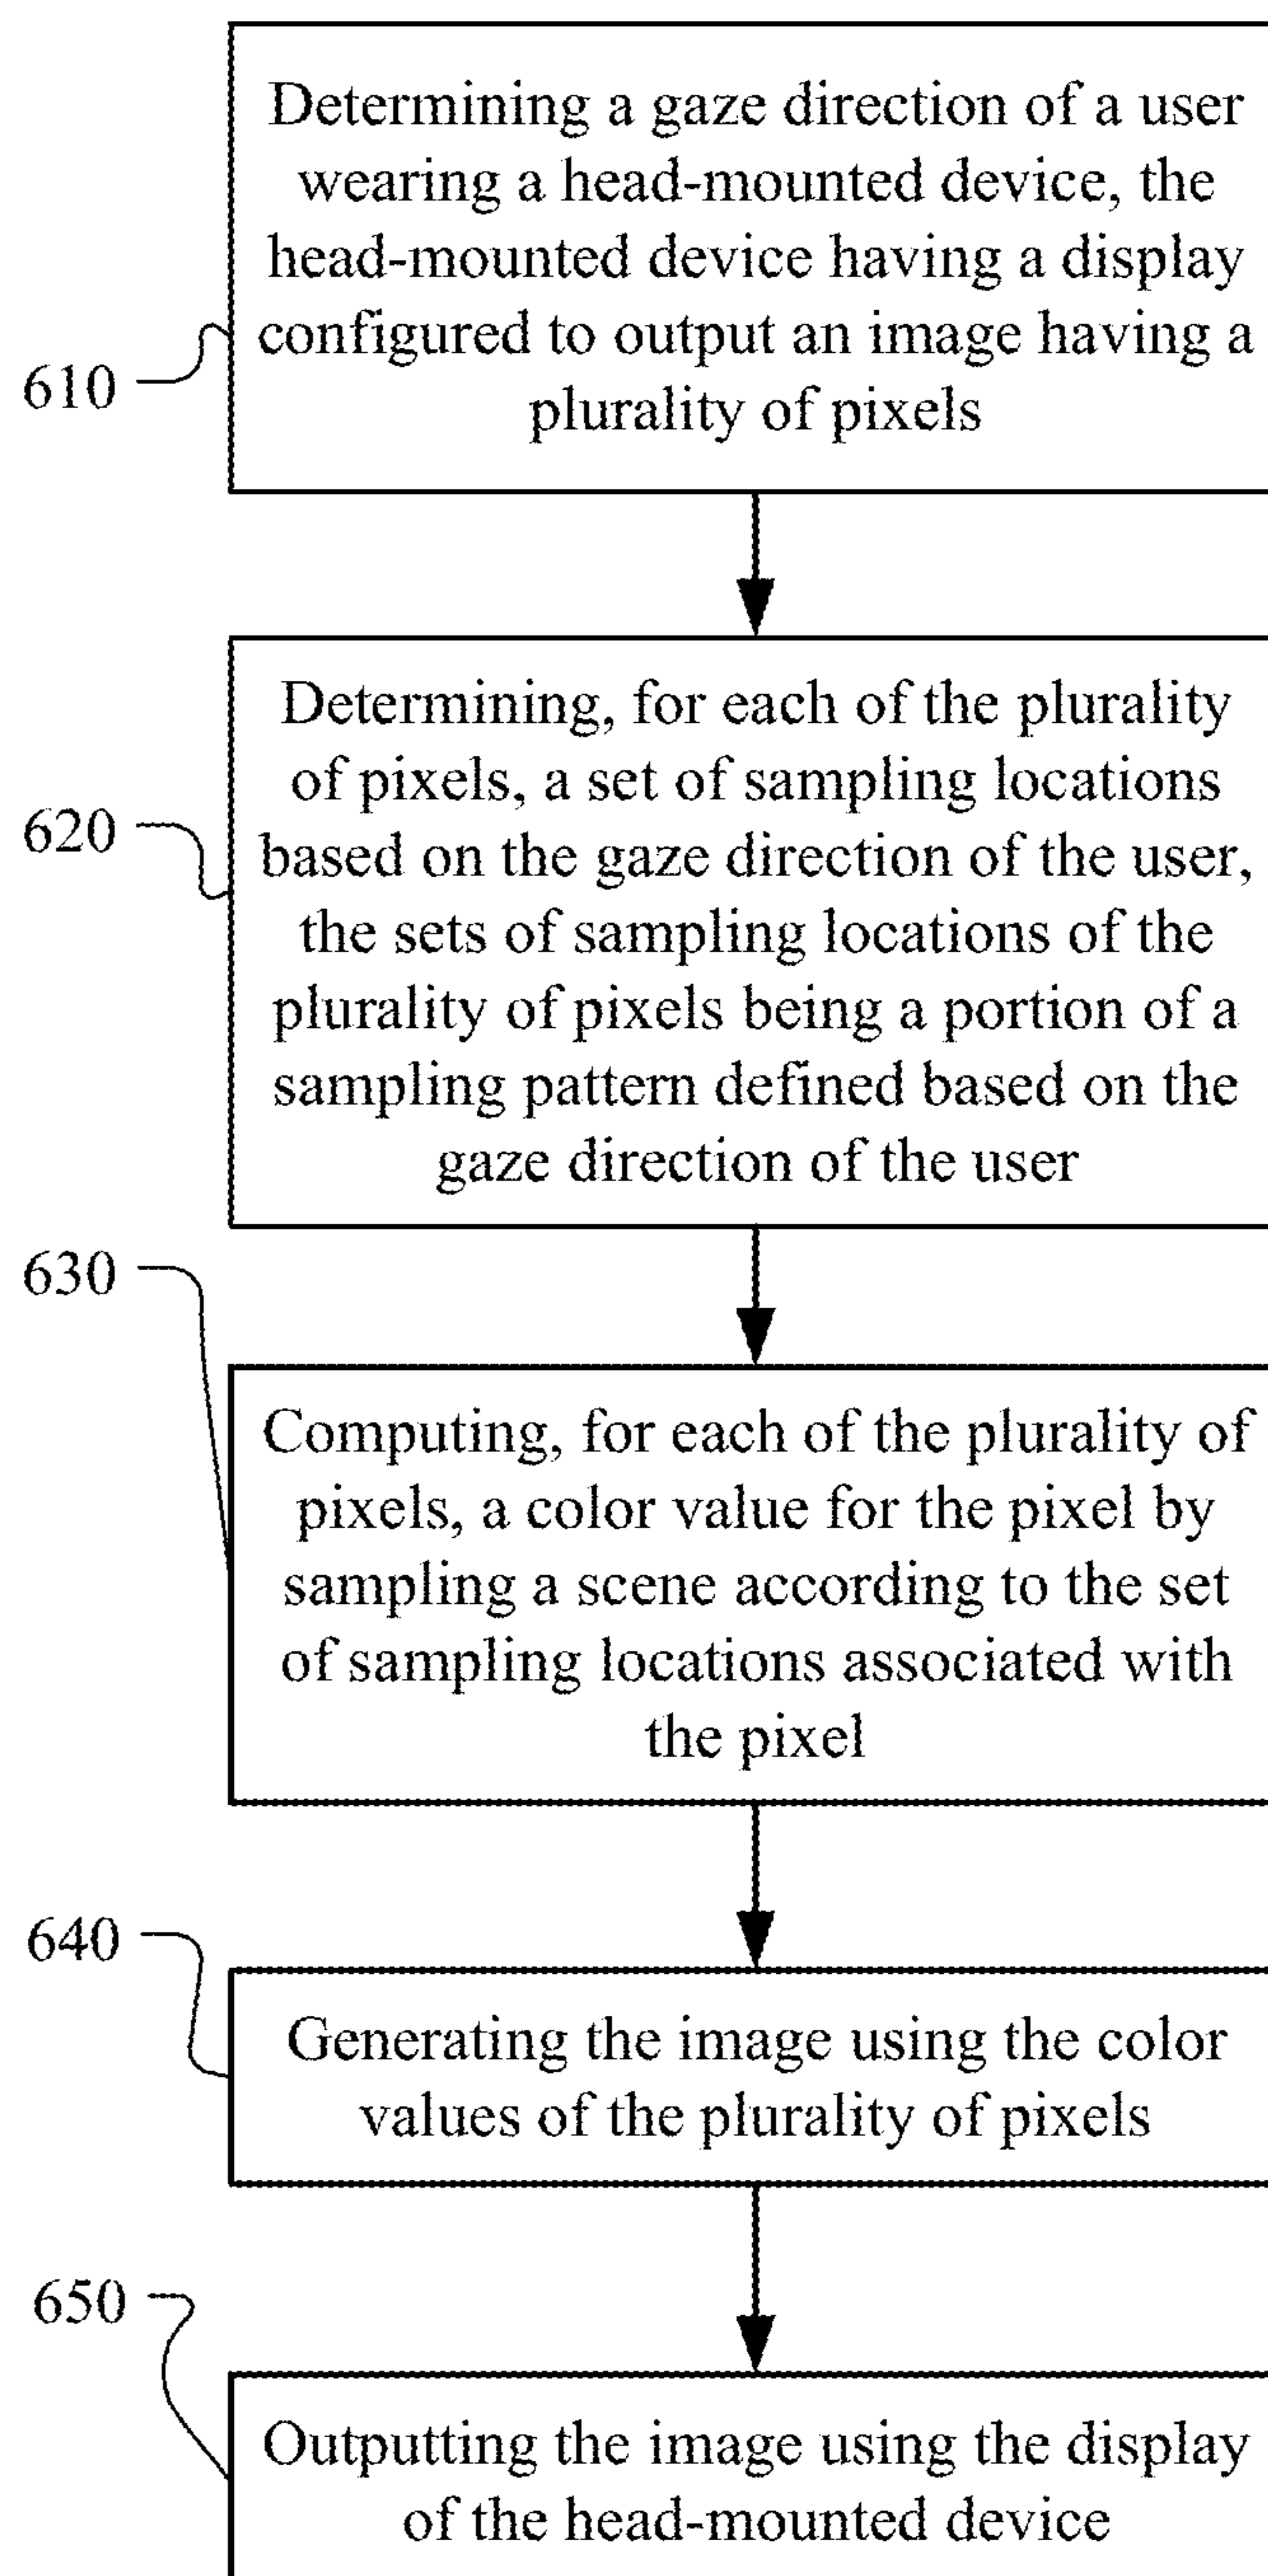 Determining a gaze direction of a user
wearing a head-mounted device, the
head-mounted device having a display
configured to output an image having a
plurality of pixels
610
Determining, for each of the plurality
of pixels, a set of sampling locations
based on the gaze direction of the user,
the sets of sampling locations of the
plurality of pixels being a portion of a
sampling pattern defined based on the
gaze direction of the user
620
630
Computing, for each of the plurality of
pixels, a color value for the pixel by
sampling a scene according to the set
of sampling locations associated with
the pixel
640
Generating the image using the color
values of the plurality of pixels
650
Outputting the image using the display
of the head-mounted device